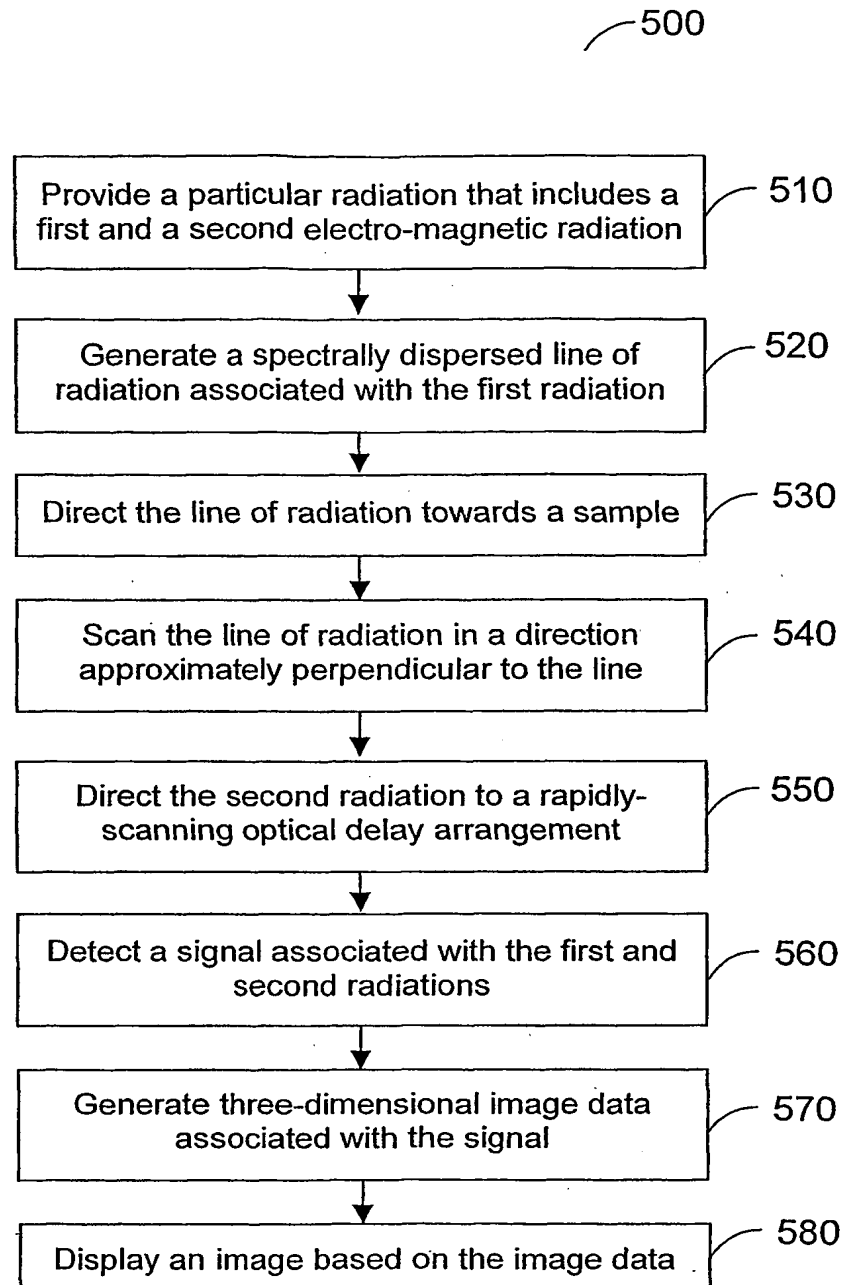 500
Provide a particular radiation that includes a
first and a second electro-magnetic radiation
510
Generate a spectrally dispersed line of
radiation associated with the first radiation
520
Direct the line of radiation towards a sample
530
Scan the line of radiation in a direction
approximately perpendicular to the line
540
Direct the second radiation to a rapidly-
scanning optical delay arrangement
550
Detect a signal associated with the first and
second radiations
560
Generate three-dimensional image data
associated with the signal
570
Display an image based on the image data
580